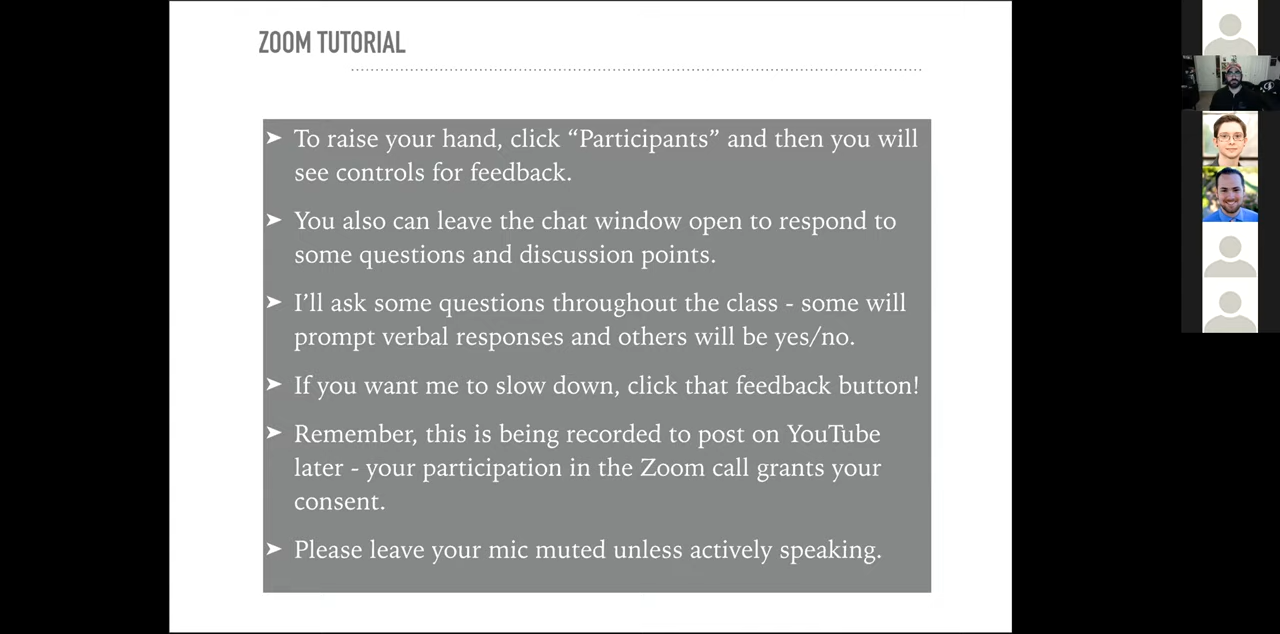 ZOOM TUTORIAL
➤ To raise your hand, click “Participants” and then you will
see controls for feedback.
➤ You also can leave the chat window open to respond to
some questions and discussion points.
➤ I’ll ask some questions throughout the class - some will
prompt verbal responses and others will be yes/no.
➤ If you want me to slow down, click that feedback button!
➤ Remember, this is being recorded to post on YouTube
later - your participation in the Zoom call grants your
consent.
➤ Please leave your mic muted unless actively speaking.